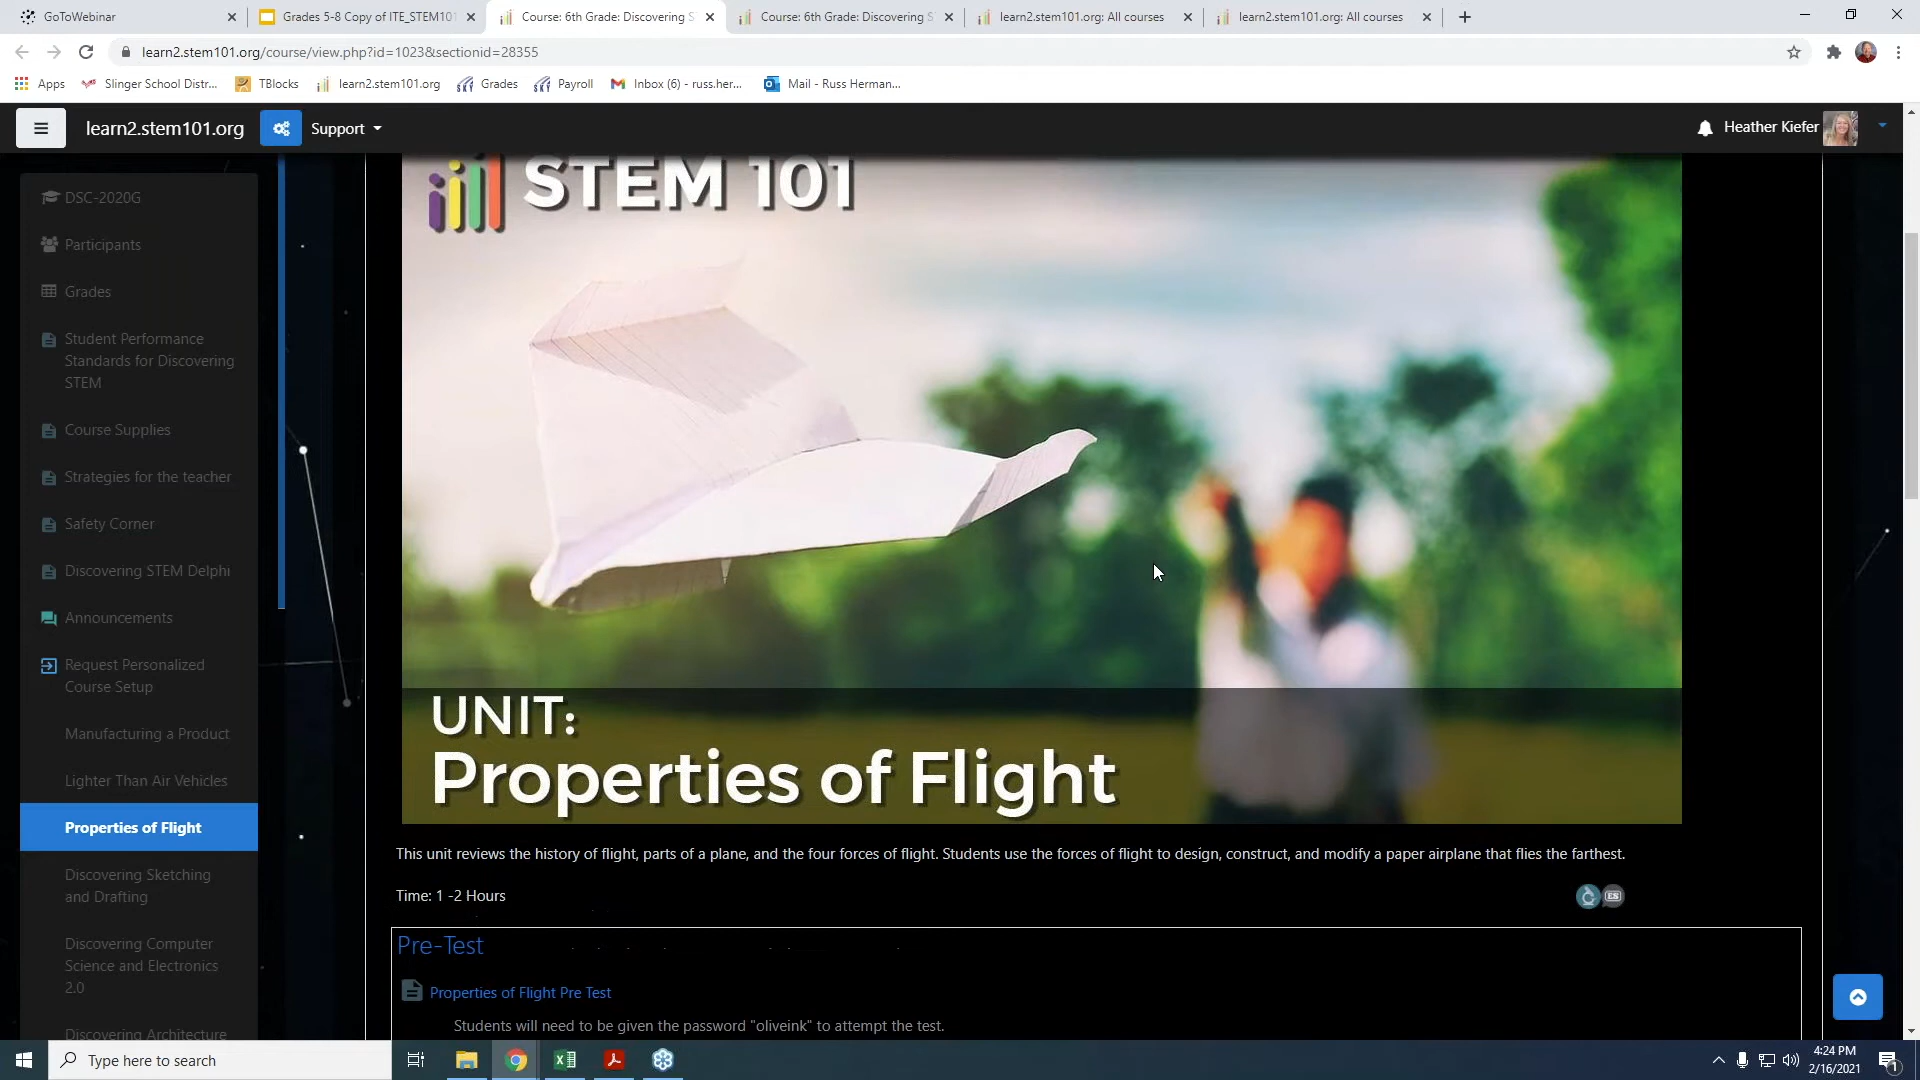 GoToWebinar
Grades 5-8 Copy of ITE_STEM101
Course: 6th Grade: Discovering S
Course: 6th Grade: Discovering S
learn2.stem101.org: All courses
learn2.stem101.org: All courses
learn2.stem101.org/course/view.php?id=1023&sectionid=28355
Apps
Slinger School Distr...
TBlocks
learn2.stem101.org
Grades
Payroll
Inbox (6) - russ.her...
Mail - Russ Herman...
learn2.stem101.org
Support
Heather Kiefer
DSC-2020G
Participants
Grades
Student Performance
Standards for Discovering
STEM
Course Supplies
Strategies for the teacher
Safety Corner
Discovering STEM Delphi
Announcements
Request Personalized
Course Setup
Manufacturing a Product
Lighter Than Air Vehicles
Properties of Flight
Discovering Sketching
and Drafting
Discovering Computer
Science and Electronics
2.0
Discovering Architecture
STEM 101
UNIT:
Properties of Flight
This unit reviews the history of flight, parts of a plane, and the four forces of flight. Students use the forces of flight to design, construct, and modify a paper airplane that flies the farthest.
Time: 1 -2 Hours
ES
Pre-Test
Properties of Flight Pre Test
Students will need to be given the password "oliveink" to attempt the test.
Type here to search
4:24 PM
2/16/2021
1